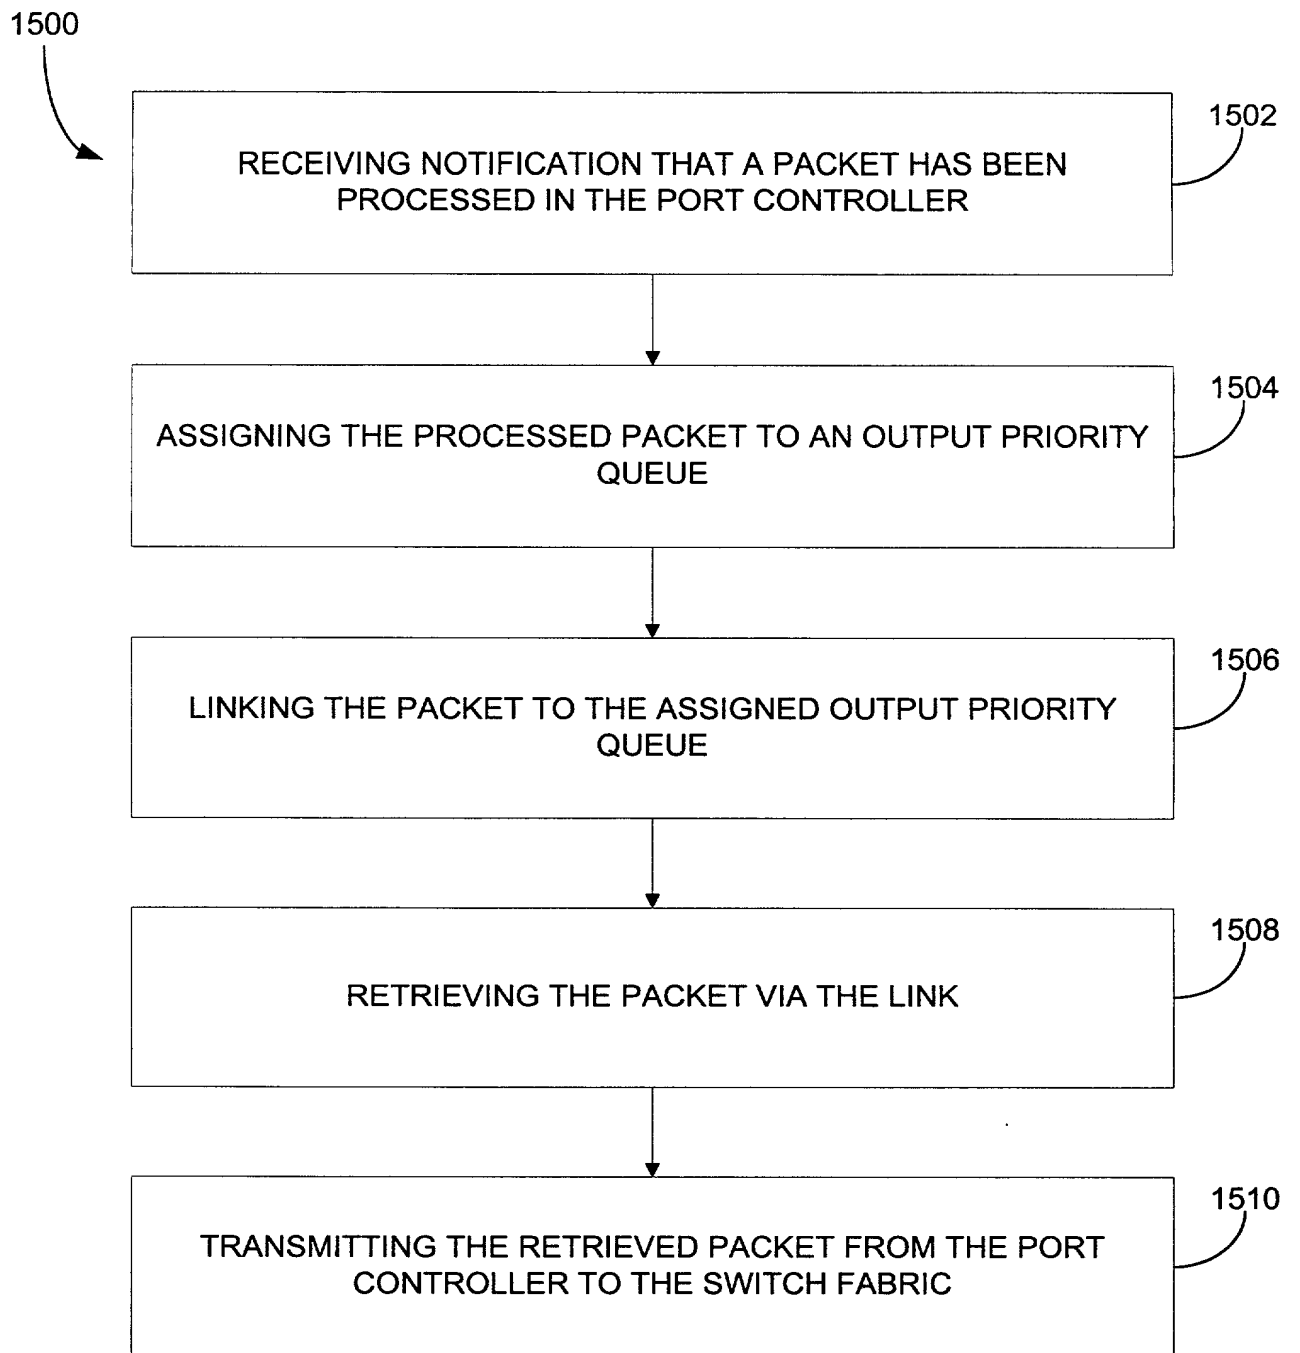 1500
1502
RECEIVING NOTIFICATION THAT A PACKET HAS BEEN
PROCESSED IN THE PORT CONTROLLER
1504
ASSIGNING THE PROCESSED PACKET TO AN OUTPUT PRIORITY
QUEUE
1506
LINKING THE PACKET TO THE ASSIGNED OUTPUT PRIORITY
QUEUE
1508
RETRIEVING THE PACKET VIA THE LINK
1510
TRANSMITTING THE RETRIEVED PACKET FROM THE PORT
CONTROLLER TO THE SWITCH FABRIC